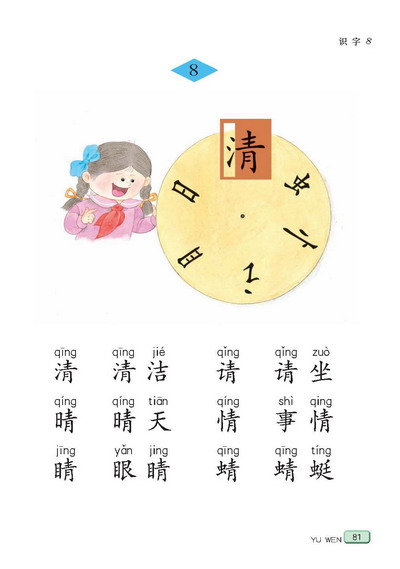 识字 8
8
清
虫
忄
讠
目
日
qīng qīng jié qǐng qǐng zuò
清 清洁 请 请坐
qíng qíng tiān qíng shì qing
晴 晴天 情 事情
jīng yǎn jing qīng qīng tíng
睛 眼睛 蜻 蜻蜓
YU WEN 81